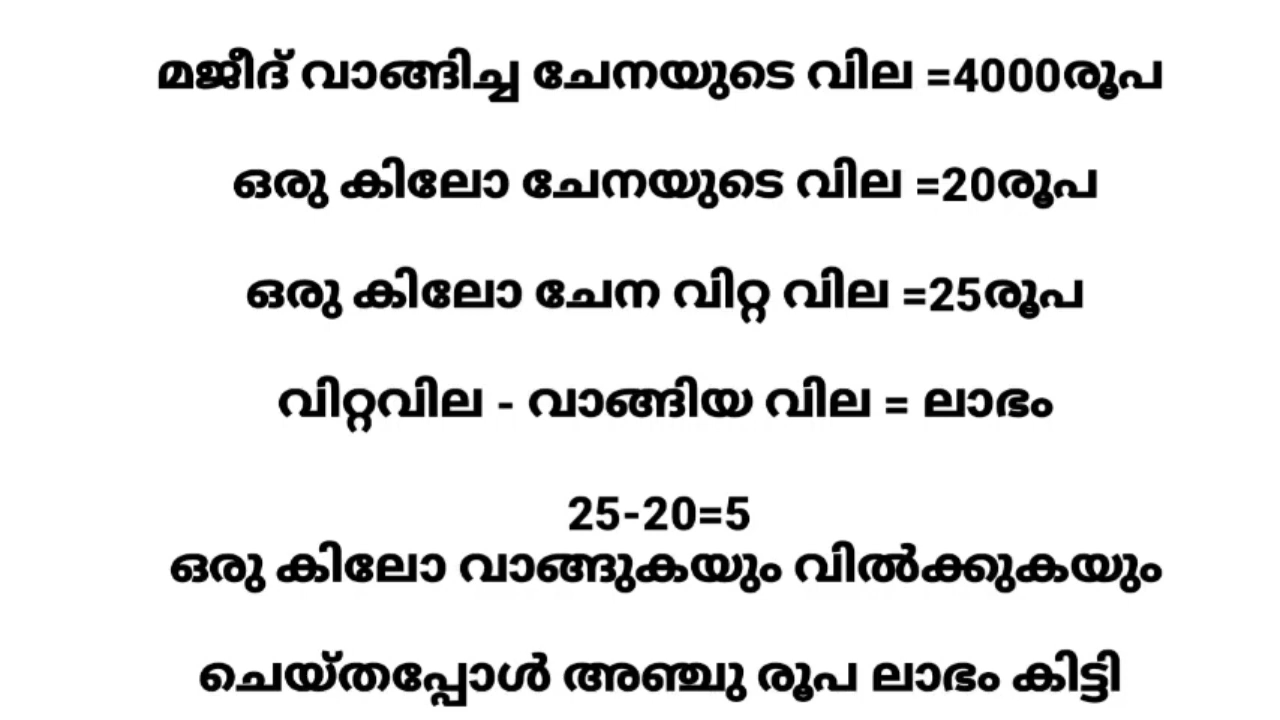 മജീദ് വാങ്ങിച്ച ചേനയുടെ വില =4000രൂപ
ഒരു കിലോ ചേനയുടെ വില =20രൂപ
ഒരു കിലോ ചേന വിറ്റ വില =25രൂപ
വിറ്റവില - വാങ്ങിയ വില = ലാഭം
25-20=5
ഒരു കിലോ വാങ്ങുകയും വിൽക്കുകയും
ചെയ്തപ്പോൾ അഞ്ചു രൂപ ലാഭം കിട്ടി